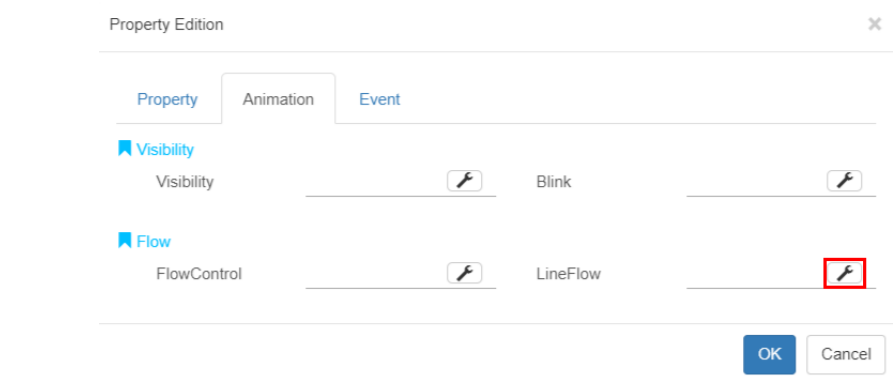 Property Edition
Property Animation Event
Visibility
Visibility Blink
Flow
FlowControl LineFlow
OK Cancel